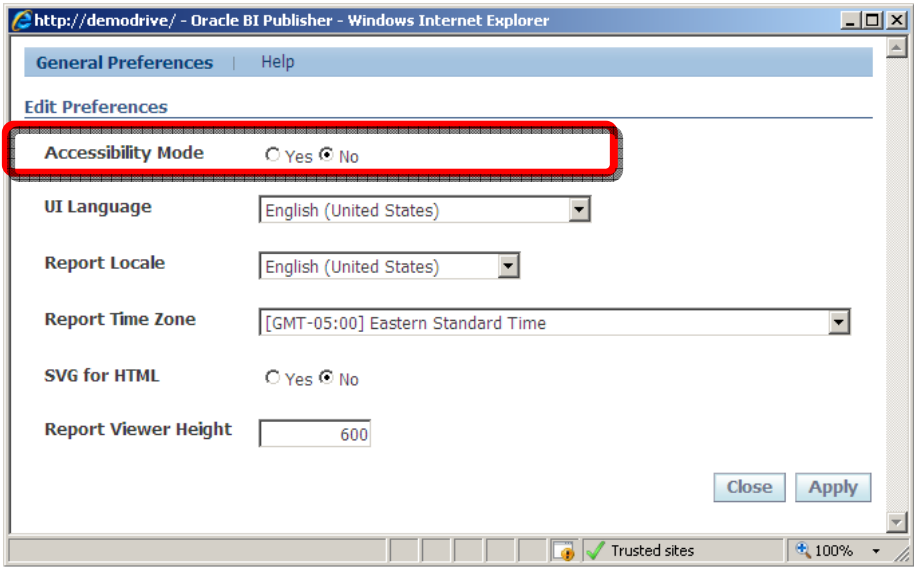 http://demodrive/ - Oracle BI Publisher - Windows Internet Explorer
General Preferences | Help
Edit Preferences
Accessibility Mode Yes No
UI Language English (United States)
Report Locale English (United States)
Report Time Zone [GMT-05:00] Eastern Standard Time
SVG for HTML Yes No
Report Viewer Height 600
Close Apply
Trusted sites 100%